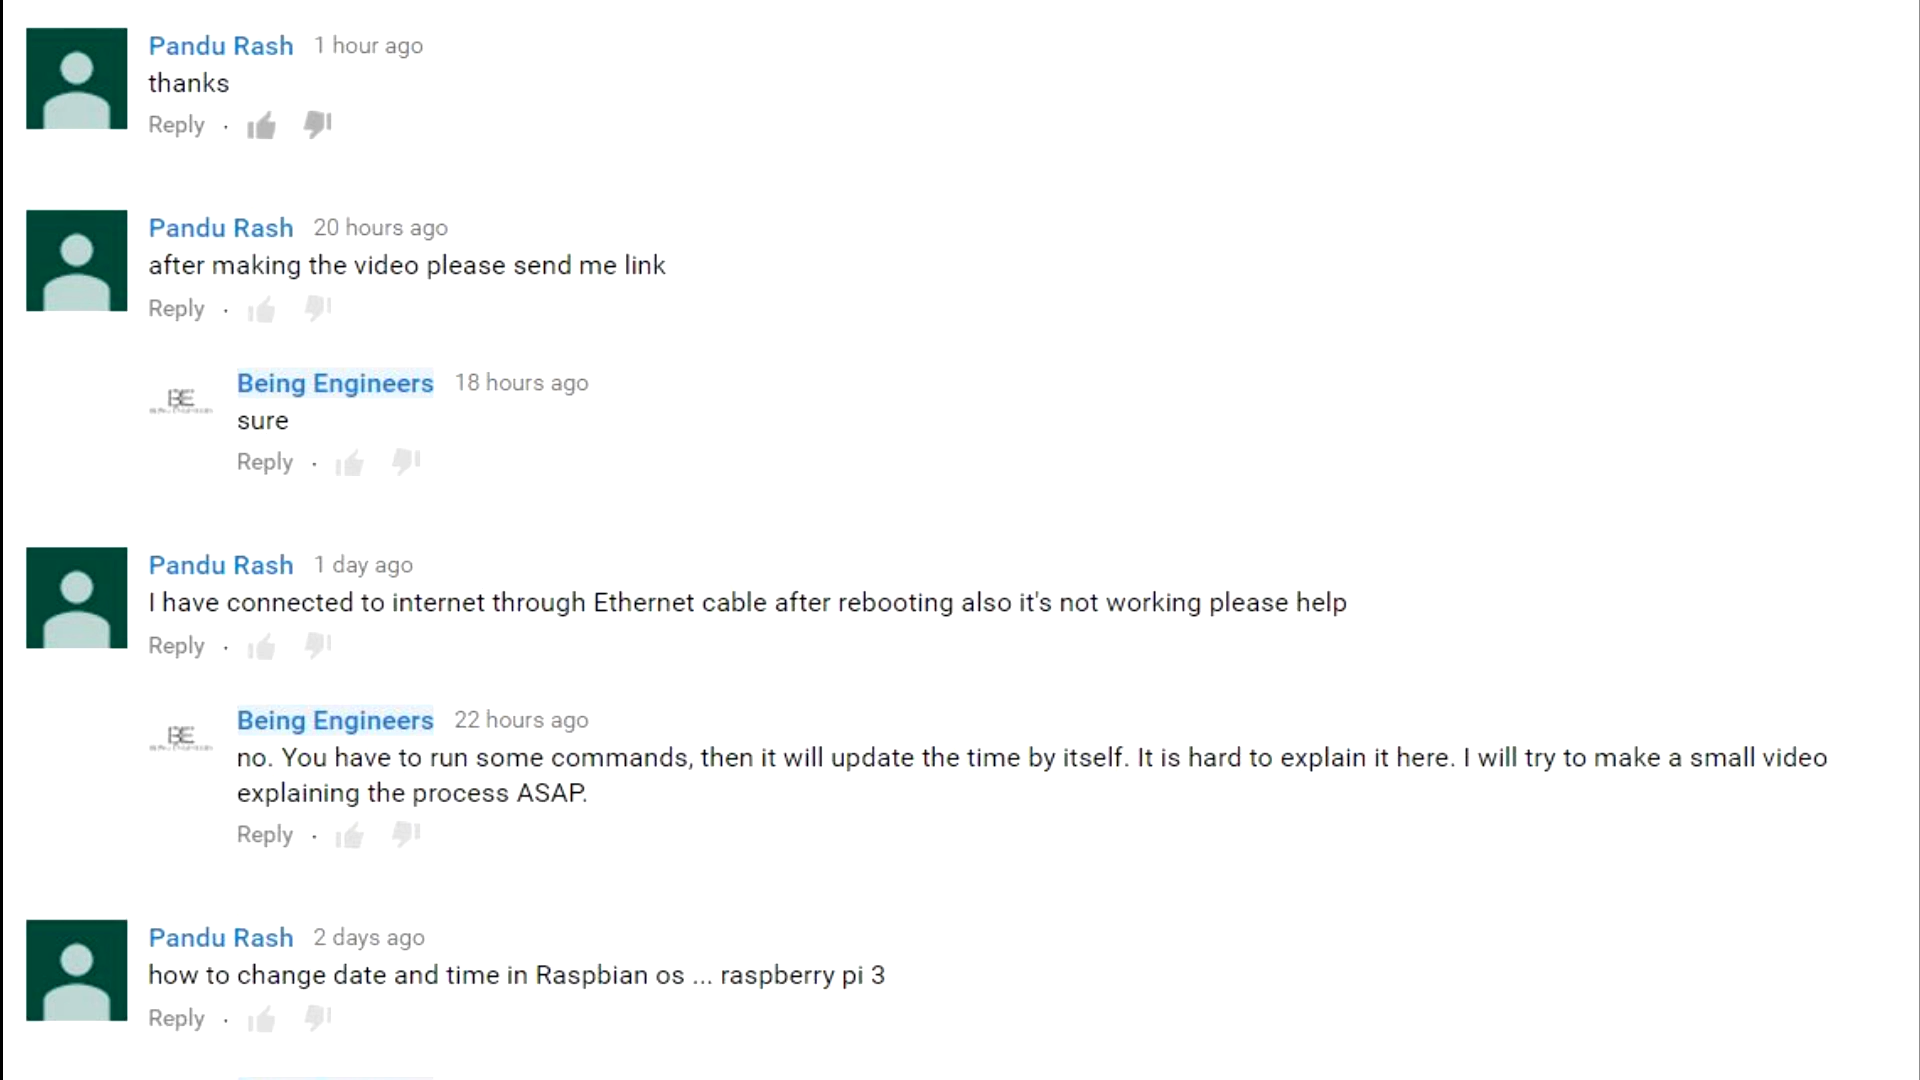 Pandu Rash 1 hour ago
thanks
Reply ·
Pandu Rash 20 hours ago
after making the video please send me link
Reply ·
BE
Being Engineers 18 hours ago
sure
Reply ·
Pandu Rash 1 day ago
I have connected to internet through Ethernet cable after rebooting also it's not working please help
Reply ·
BE
Being Engineers 22 hours ago
no. You have to run some commands, then it will update the time by itself. It is hard to explain it here. I will try to make a small video
explaining the process ASAP.
Reply ·
Pandu Rash 2 days ago
how to change date and time in Raspbian os ... raspberry pi 3
Reply ·